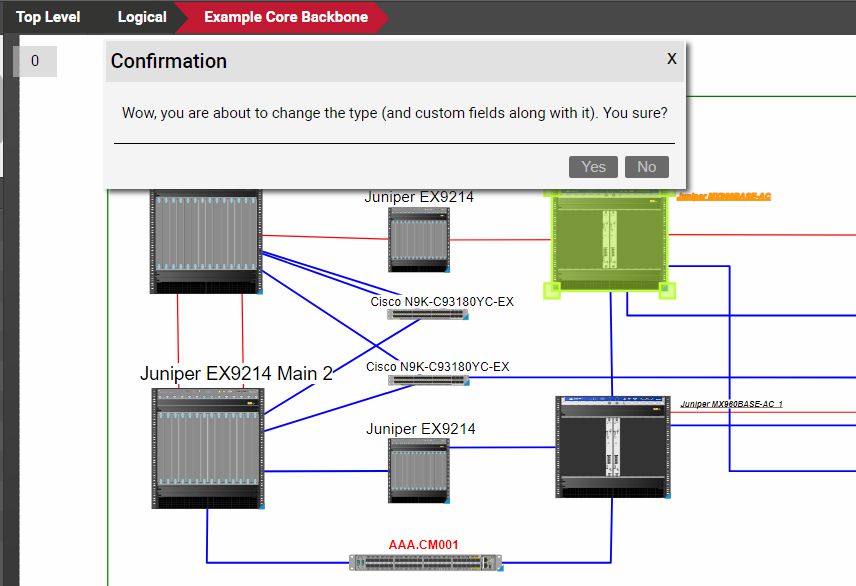 Top Level Logical Example Core Backbone
0
Confirmation X
Wow, you are about to change the type (and custom fields along with it). You sure?
Yes No
Juniper EX9214
Juniper MX960BASE-AC
Cisco N9K-C93180YC-EX
Cisco N9K-C93180YC-EX
Juniper EX9214 Main 2
Juniper MX960BASE-AC_1
Juniper EX9214
AAA.CM001